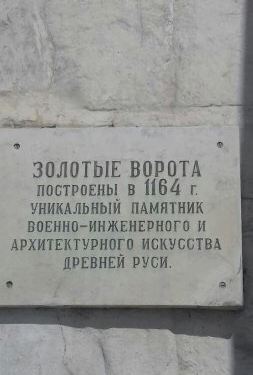 ЗОЛОТЫЕ ВОРОТА
ПОСТРОЕНЫ В 1164 г.
УНИКАЛЬНЫЙ ПАМЯТНИК
ВОЕННО-ИНЖЕНЕРНОГО И
АРХИТЕКТУРНОГО ИСКУССТВА
ДРЕВНЕЙ РУСИ.